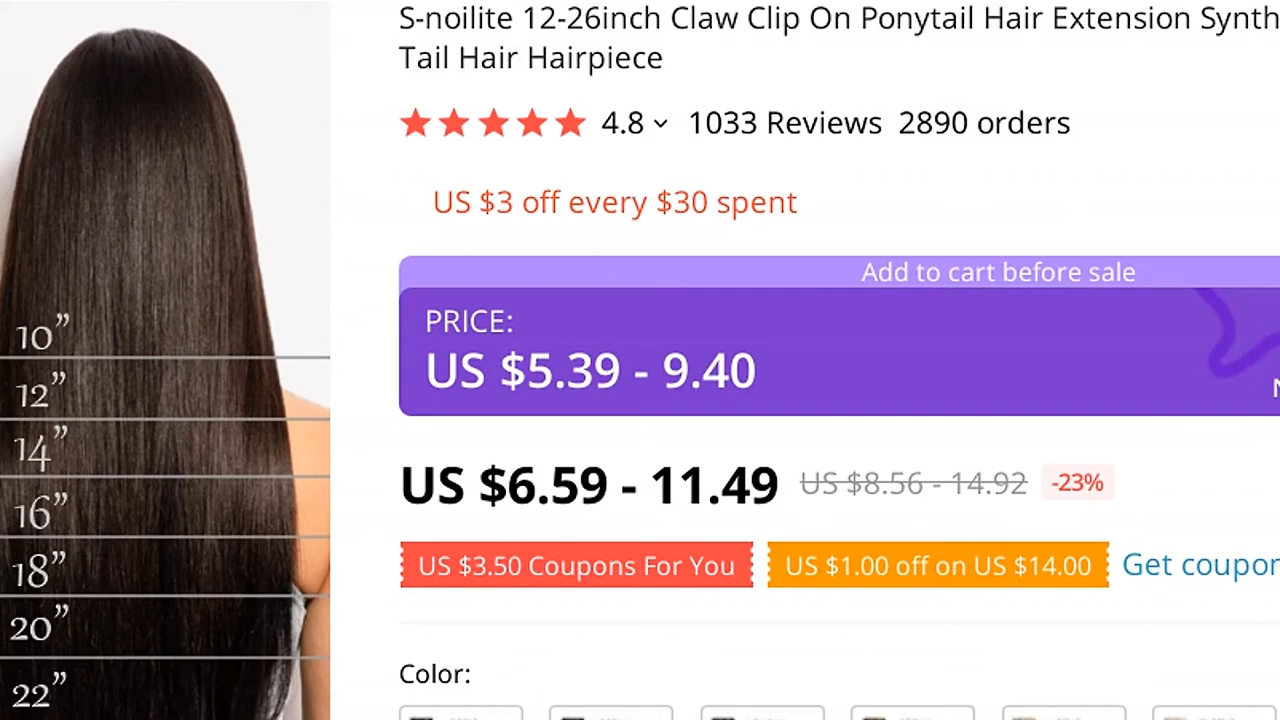 S-noilite 12-26inch Claw Clip On Ponytail Hair Extension Synth
Tail Hair Hairpiece
4.8 1033 Reviews 2890 orders
US $3 off every $30 spent
Add to cart before sale
PRICE:
US $5.39 - 9.40
US $6.59 - 11.49 US $8.56 - 14.92 -23%
US $3.50 Coupons For You US $1.00 off on US $14.00 Get coupon
Color:
10”
12”
14”
16”
18”
20”
22”